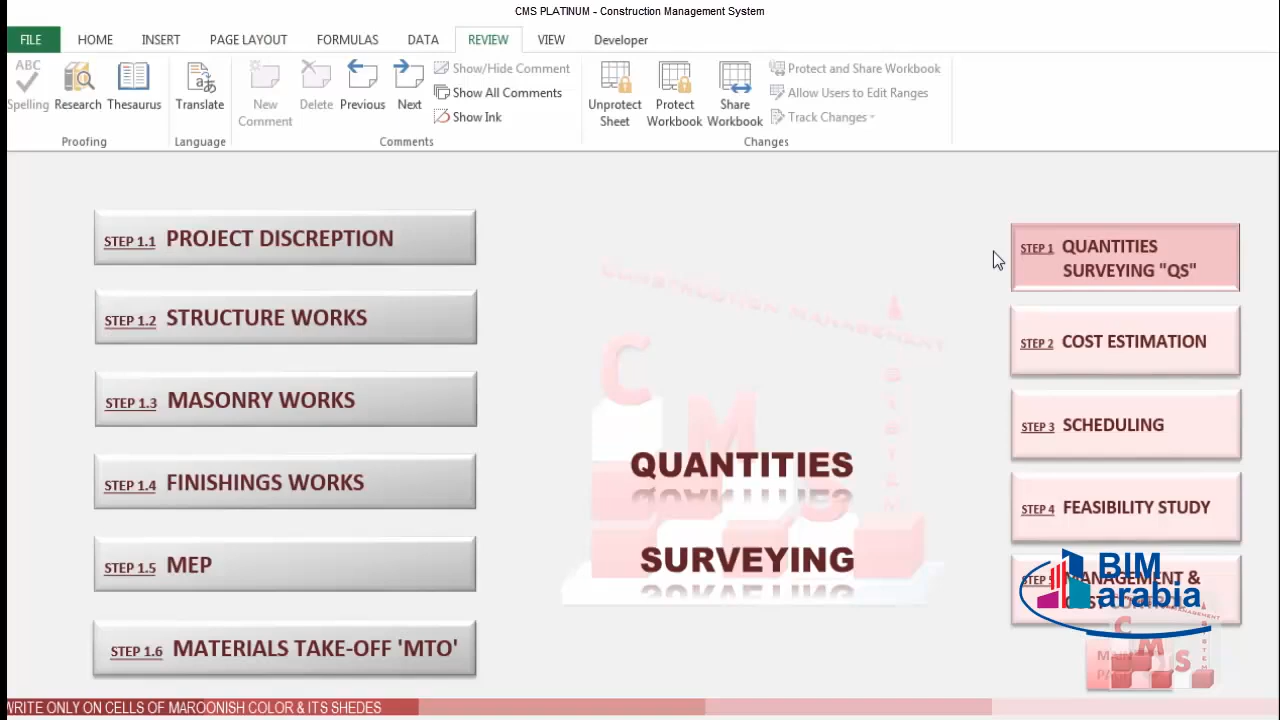 CMS PLATINUM - Construction Management System
FILE HOME INSERT PAGE LAYOUT FORMULAS DATA REVIEW VIEW Developer
ABC
Spelling Research Thesaurus Translate New Comment Delete Previous Next
Show/Hide Comment
Show All Comments
Show Ink
Unprotect Sheet Protect Workbook Share Workbook
Protect and Share Workbook
Allow Users to Edit Ranges
Track Changes
Proofing Language Comments Changes
STEP 1.1 PROJECT DISCREPTION
STEP 1.2 STRUCTURE WORKS
STEP 1.3 MASONRY WORKS
STEP 1.4 FINISHINGS WORKS
STEP 1.5 MEP
STEP 1.6 MATERIALS TAKE-OFF 'MTO'
CONSTRUCTION MANAGEMENT
C M S
QUANTITIES
SURVEYING
STEP 1 QUANTITIES
SURVEYING "QS"
STEP 2 COST ESTIMATION
STEP 3 SCHEDULING
STEP 4 FEASIBILITY STUDY
MANAGEMENT &
BIM
arabia
C M S
WRITE ONLY ON CELLS OF MAROONISH COLOR & ITS SHEDES